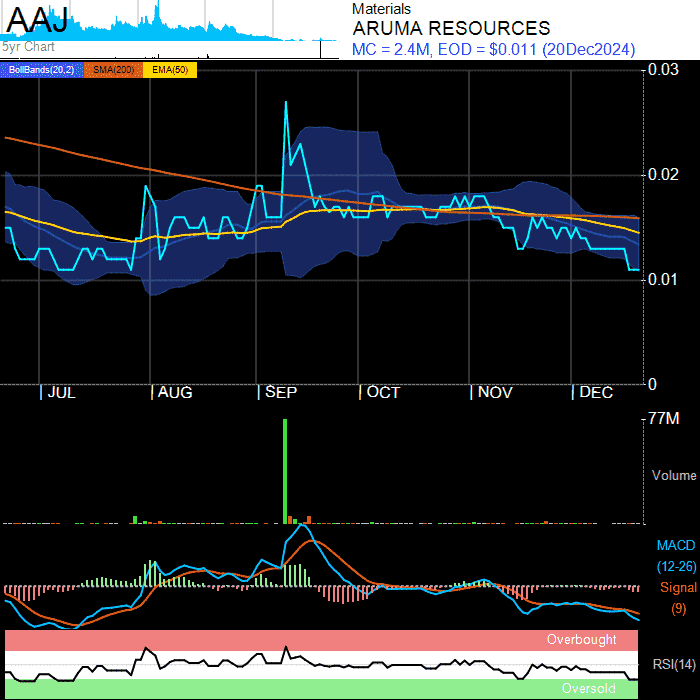 AAJ
5yr Chart
Materials
ARUMA RESOURCES
MC = 2.4M, EOD = $0.011 (20Dec2024)
BollBands(20,2) SMA(200) EMA(50)
0.03
0.02
0.01
0
JUL AUG SEP OCT NOV DEC
77M
Volume
MACD
(12-26)
Signal
(9)
Overbought
RSI(14)
Oversold